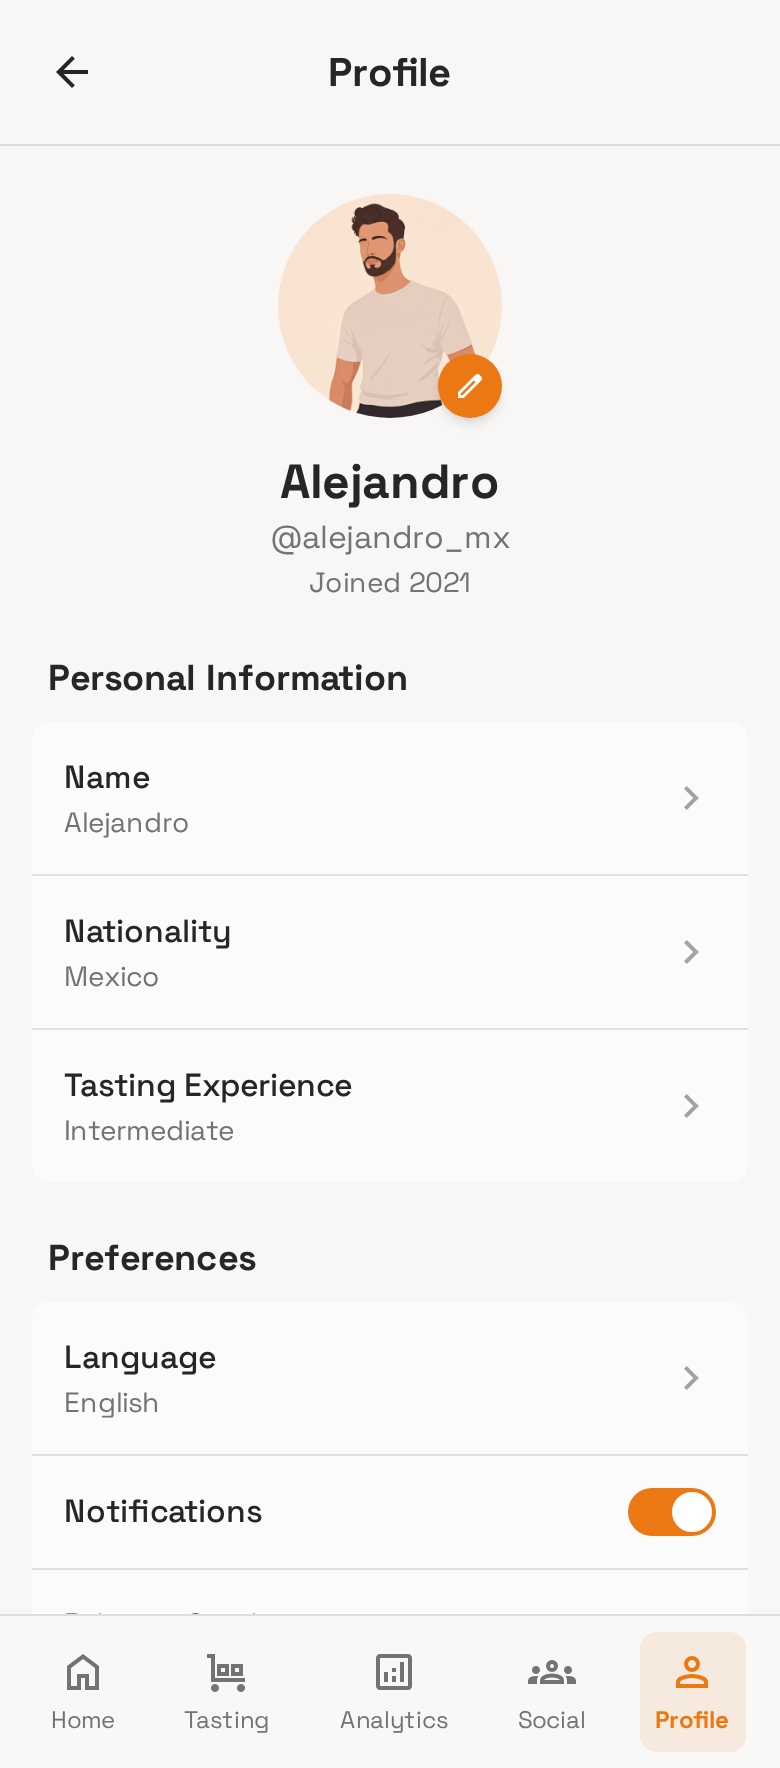 Profile
Alejandro
@alejandro_mx
Joined 2021
Personal Information
Name
Alejandro
Nationality
Mexico
Tasting Experience
Intermediate
Preferences
Language
English
Notifications
Home
Tasting
Analytics
Social
Profile